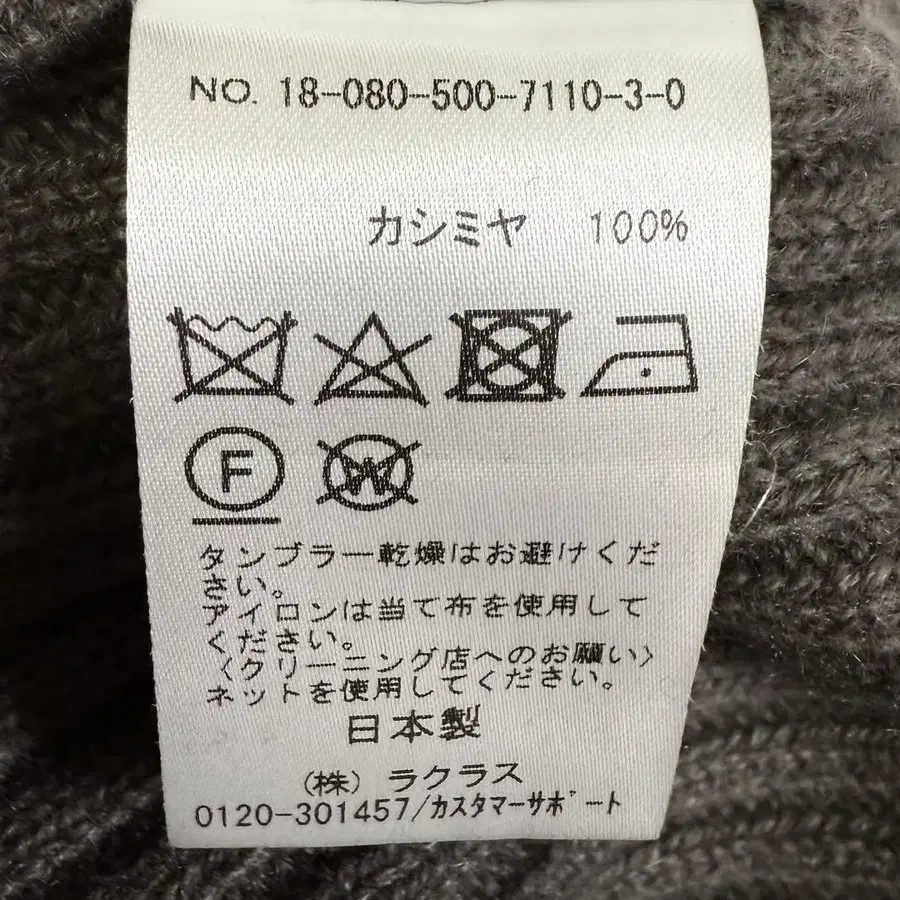 NO. 18-080-500-7110-3-0
カシミヤ 100%
F
W
タンブラー乾燥はお避けくだ
さい。
アイロンは当て布を使用して
ください。
〈クリーニング店へのお願い〉
ネットを使用してください。
日本製
(株) ラクラス
0120-301457/カスタマーサポート